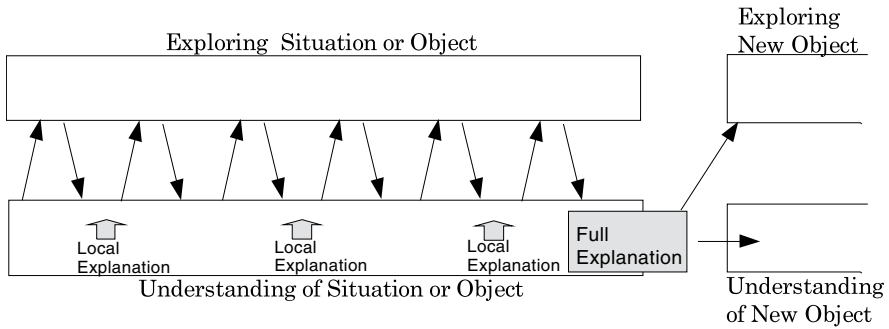 Exploring Situation or Object
Exploring
New Object
Local
Explanation
Local
Explanation
Local
Explanation
Full
Explanation
Understanding of Situation or Object
Understanding
of New Object